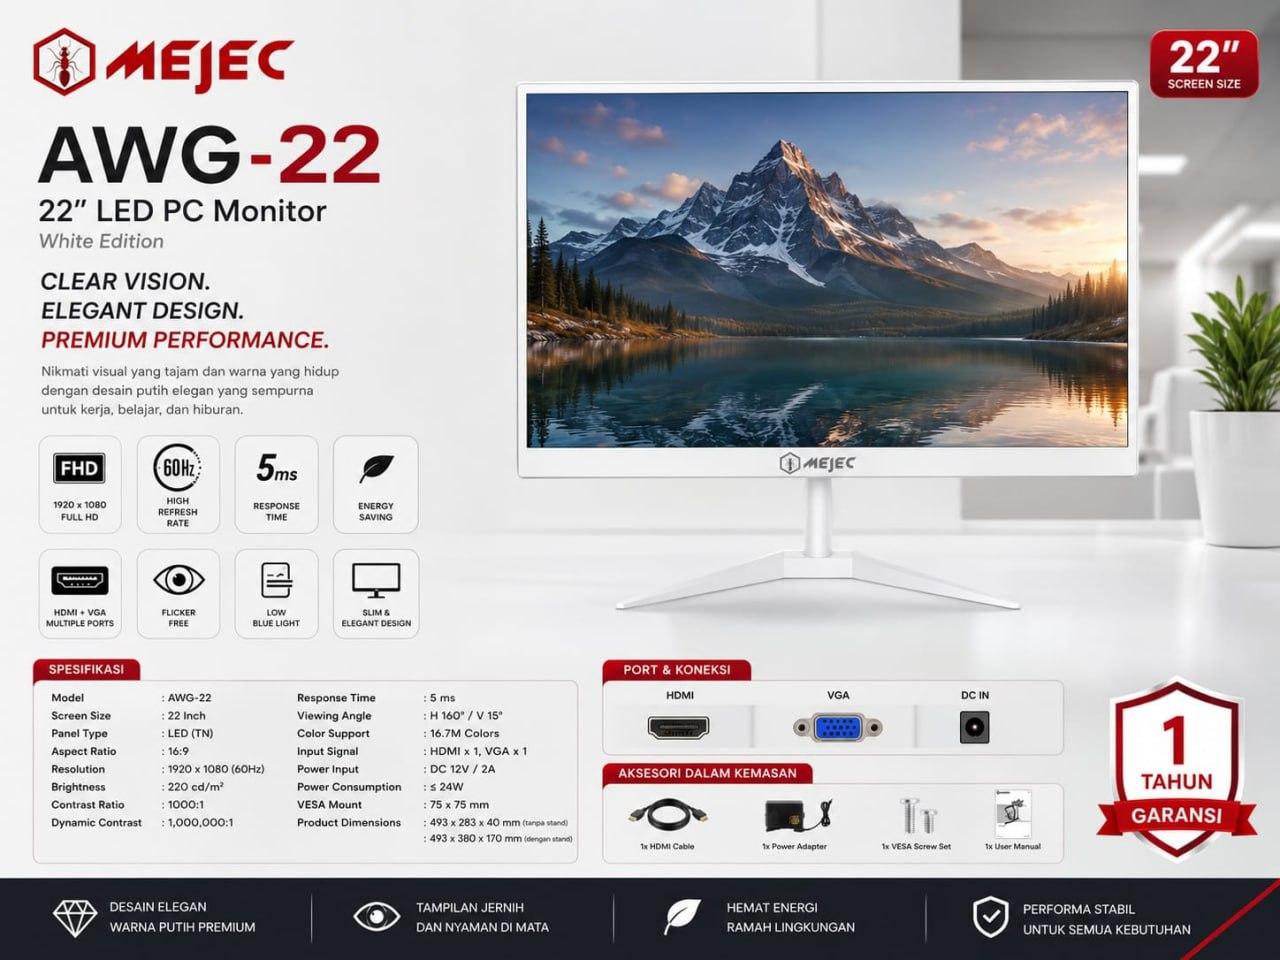 MEJEC
AWG-22
22” LED PC Monitor
White Edition
CLEAR VISION.
ELEGANT DESIGN.
PREMIUM PERFORMANCE.
Nikmati visual yang tajam dan warna yang hidup
dengan desain putih elegan yang sempurna
untuk kerja, belajar, dan hiburan.
22”
SCREEN SIZE
MEJEC
FHD
1920 x 1080
FULL HD
60Hz
HIGH
REFRESH
RATE
5ms
RESPONSE
TIME
ENERGY
SAVING
HDMI + VGA
MULTIPLE PORTS
FLICKER
FREE
LOW
BLUE LIGHT
SLIM &
ELEGANT DESIGN
SPESIFIKASI
Model : AWG-22
Screen Size : 22 Inch
Panel Type : LED (TN)
Aspect Ratio : 16:9
Resolution : 1920 x 1080 (60Hz)
Brightness : 220 cd/m²
Contrast Ratio : 1000:1
Dynamic Contrast : 1,000,000:1
Response Time : 5 ms
Viewing Angle : H 160° / V 15°
Color Support : 16.7M Colors
Input Signal : HDMI x 1, VGA x 1
Power Input : DC 12V / 2A
Power Consumption : ≤ 24W
VESA Mount : 75 x 75 mm
Product Dimensions : 493 x 283 x 40 mm (tanpa stand)
: 493 x 380 x 170 mm (dengan stand)
PORT & KONEKSI
HDMI
VGA
DC IN
AKSESORI DALAM KEMASAN
1x HDMI Cable
1x Power Adapter
1x VESA Screw Set
1x User Manual
1
TAHUN
GARANSI
DESAIN ELEGAN
WARNA PUTIH PREMIUM
TAMPILAN JERNIH
DAN NYAMAN DI MATA
HEMAT ENERGI
RAMAH LINGKUNGAN
PERFORMA STABIL
UNTUK SEMUA KEBUTUHAN